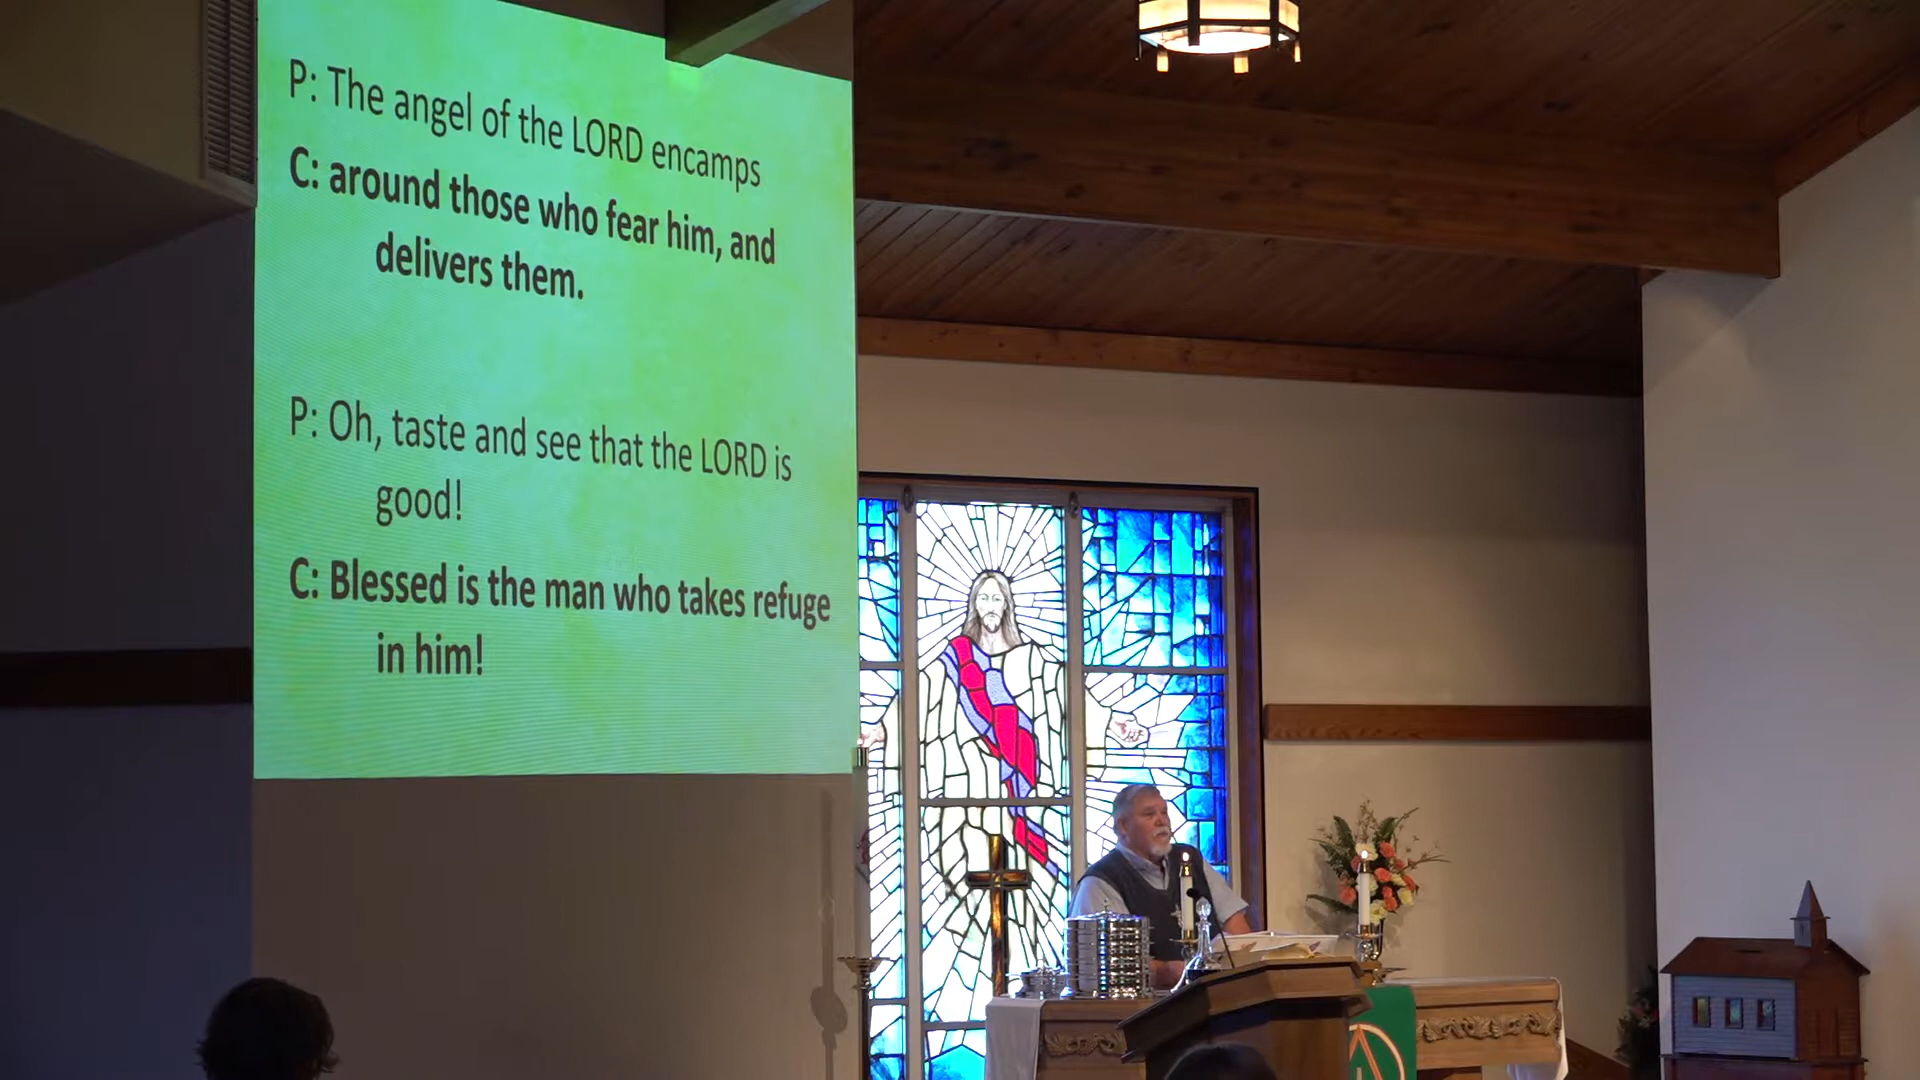 P: The angel of the LORD encamps
C: around those who fear him, and
delivers them.
P: Oh, taste and see that the LORD is
good!
C: Blessed is the man who takes refuge
in him!